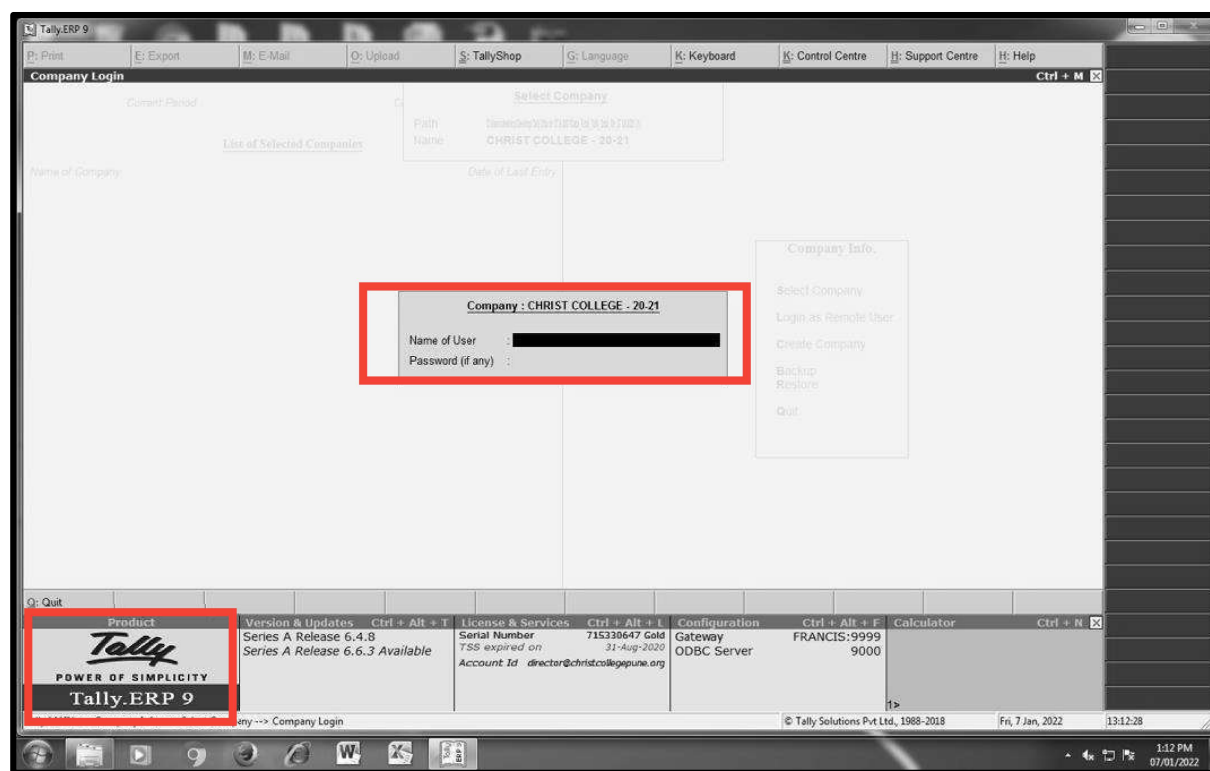 Tally.ERP 9
P: Print E: Export M: E-Mail O: Upload S: TallyShop G: Language K: Keyboard K: Control Centre H: Support Centre H: Help
Company Login Ctrl + M
Current Period
Select Company
Path
Name CHRIST COLLEGE - 20-21
List of Selected Companies
Name of Company Date of Last Entry
Company Info.
Select Company
Login as Remote User
Create Company
Backup
Restore
Quit
Company : CHRIST COLLEGE - 20-21
Name of User :
Password (if any) :
Q: Quit
Product
Tally
POWER OF SIMPLICITY
Tally.ERP 9
Version & Updates Ctrl + Alt + T
Series A Release 6.4.8
Series A Release 6.6.3 Available
License & Services Ctrl + Alt + L
Serial Number 715330647 Gold
TSS expired on 31-Aug-2020
Account Id director@christcollegepune.org
Configuration Ctrl + Alt + F
Gateway FRANCIS:9999
ODBC Server 9000
Calculator Ctrl + N
1>
--> Company Login © Tally Solutions Pvt Ltd., 1988-2018 Fri, 7 Jan, 2022 13:12:28
1:12 PM
07/01/2022